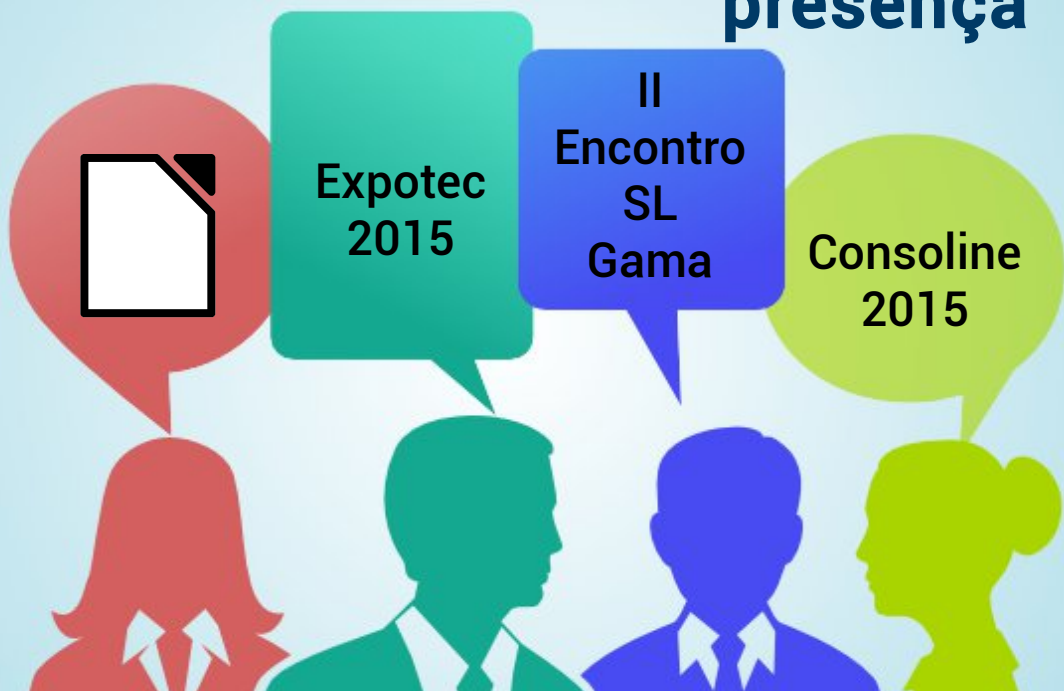 presença
Expotec
2015
II
Encontro
SL
Gama
Consoline
2015